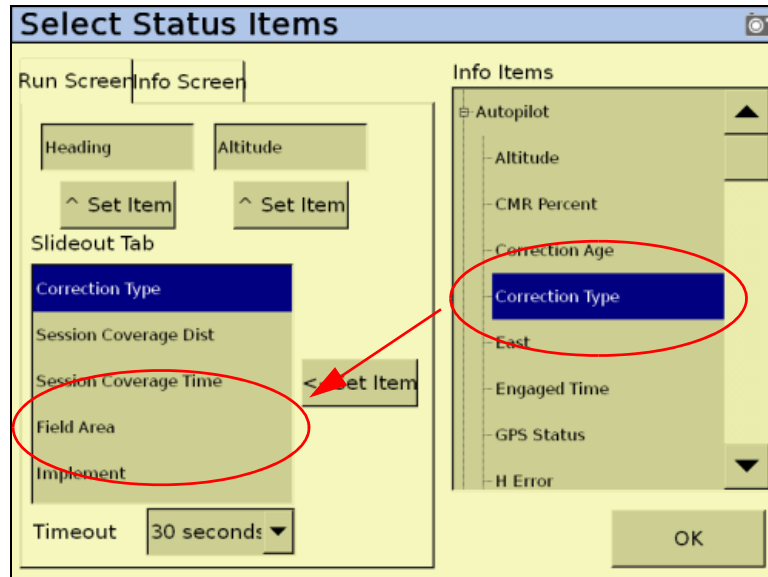 Select Status Items
Run Screen
Info Screen
Heading
Altitude
^ Set Item
^ Set Item
Slideout Tab
Correction Type
Session Coverage Dist
Session Coverage Time
Field Area
Implement
< Set Item
Timeout
30 seconds
Info Items
Autopilot
Altitude
CMR Percent
Correction Age
Correction Type
East
Engaged Time
GPS Status
H Error
OK